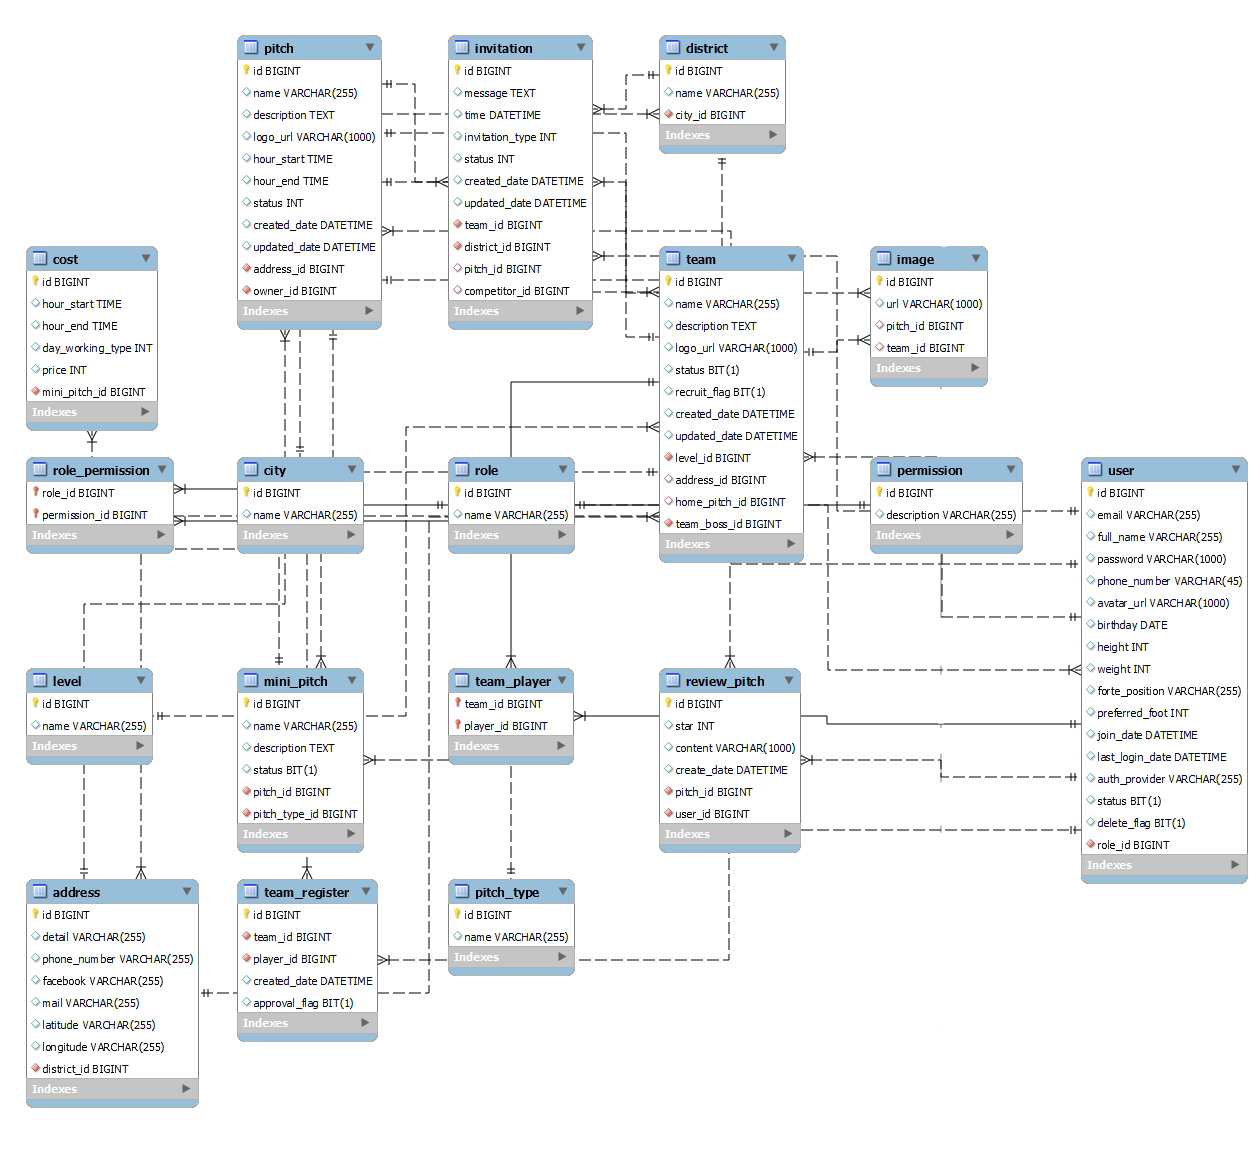 pitch
id BIGINT
name VARCHAR(255)
description TEXT
logo_url VARCHAR(1000)
hour_start TIME
hour_end TIME
status INT
created_date DATETIME
updated_date DATETIME
address_id BIGINT
owner_id BIGINT
Indexes
invitation
id BIGINT
message TEXT
time DATETIME
invitation_type INT
status INT
created_date DATETIME
updated_date DATETIME
team_id BIGINT
district_id BIGINT
pitch_id BIGINT
competitor_id BIGINT
Indexes
district
id BIGINT
name VARCHAR(255)
city_id BIGINT
Indexes
cost
id BIGINT
hour_start TIME
hour_end TIME
day_working_type INT
price INT
mini_pitch_id BIGINT
Indexes
team
id BIGINT
name VARCHAR(255)
description TEXT
logo_url VARCHAR(1000)
status BIT(1)
recruit_flag BIT(1)
created_date DATETIME
updated_date DATETIME
level_id BIGINT
address_id BIGINT
home_pitch_id BIGINT
team_boss_id BIGINT
Indexes
image
id BIGINT
url VARCHAR(1000)
pitch_id BIGINT
team_id BIGINT
Indexes
role_permission
role_id BIGINT
permission_id BIGINT
Indexes
city
id BIGINT
name VARCHAR(255)
Indexes
role
id BIGINT
name VARCHAR(255)
Indexes
permission
id BIGINT
description VARCHAR(255)
Indexes
user
id BIGINT
email VARCHAR(255)
full_name VARCHAR(255)
password VARCHAR(1000)
phone_number VARCHAR(45)
avatar_url VARCHAR(1000)
birthday DATE
height INT
weight INT
forte_position VARCHAR(255)
preferred_foot INT
join_date DATETIME
last_login_date DATETIME
auth_provider VARCHAR(255)
status BIT(1)
delete_flag BIT(1)
role_id BIGINT
Indexes
level
id BIGINT
name VARCHAR(255)
Indexes
mini_pitch
id BIGINT
name VARCHAR(255)
description TEXT
status BIT(1)
pitch_id BIGINT
pitch_type_id BIGINT
Indexes
team_player
team_id BIGINT
player_id BIGINT
Indexes
review_pitch
id BIGINT
star INT
content VARCHAR(1000)
create_date DATETIME
pitch_id BIGINT
user_id BIGINT
Indexes
address
id BIGINT
detail VARCHAR(255)
phone_number VARCHAR(255)
facebook VARCHAR(255)
mail VARCHAR(255)
latitude VARCHAR(255)
longitude VARCHAR(255)
district_id BIGINT
Indexes
team_register
id BIGINT
team_id BIGINT
player_id BIGINT
created_date DATETIME
approval_flag BIT(1)
Indexes
pitch_type
id BIGINT
name VARCHAR(255)
Indexes